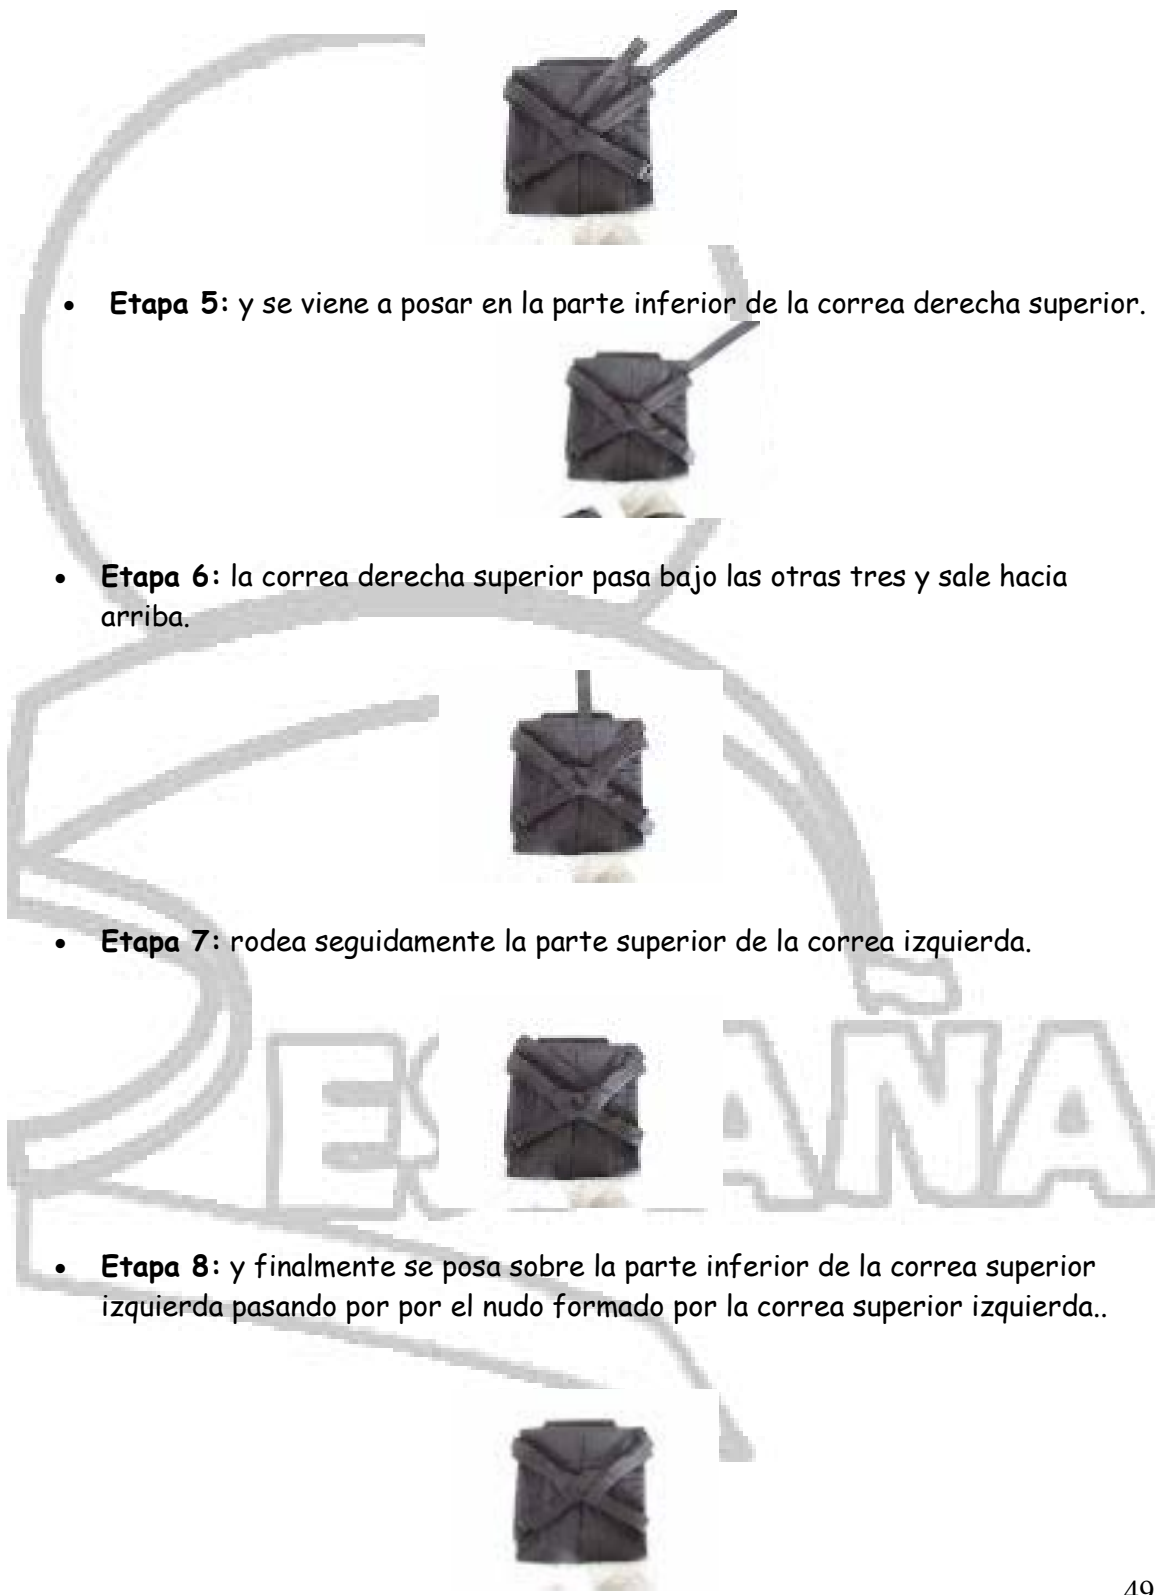 • Etapa 5: y se viene a posar en la parte inferior de la correa derecha superior.
• Etapa 6: la correa derecha superior pasa bajo las otras tres y sale hacia
arriba.
• Etapa 7: rodea seguidamente la parte superior de la correa izquierda.
ESPAÑA
• Etapa 8: y finalmente se posa sobre la parte inferior de la correa superior
izquierda pasando por por el nudo formado por la correa superior izquierda..
49